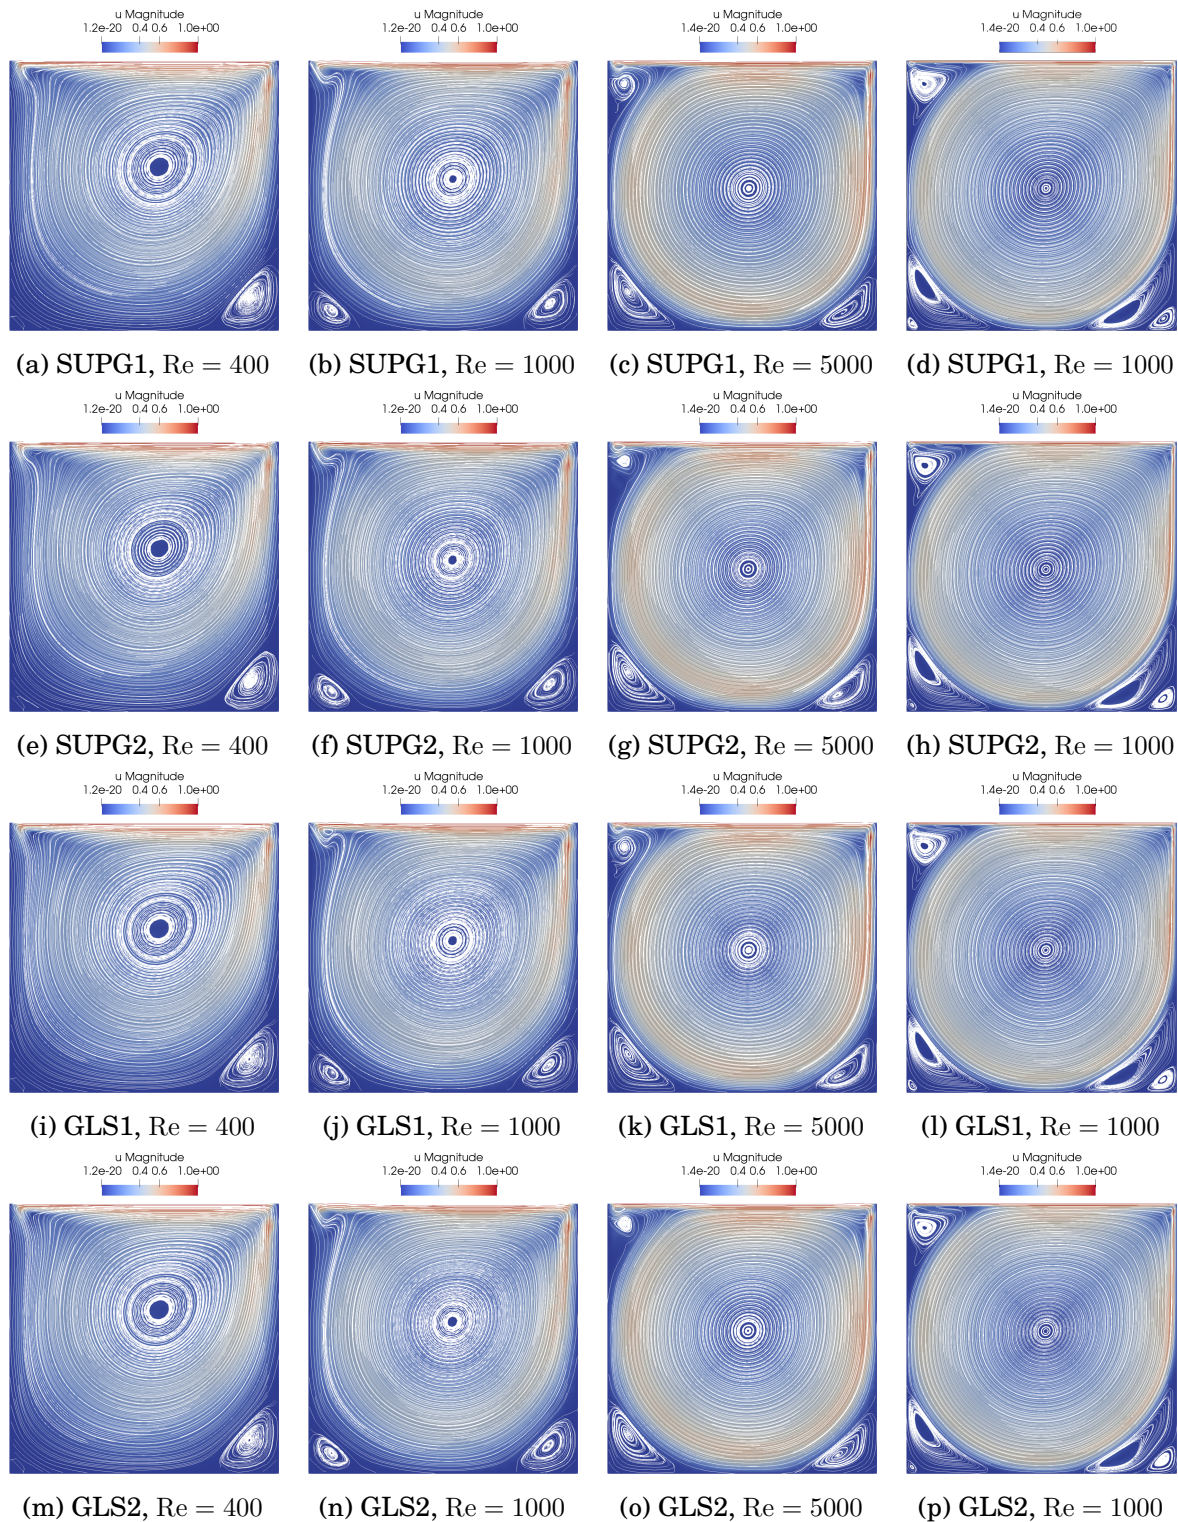 u Magnitude u Magnitude u Magnitude u Magnitude
1.2e-20 0.4 0.6 1.0e+00 1.2e-20 0.4 0.6 1.0e+00 1.4e-20 0.4 0.6 1.0e+00 1.4e-20 0.4 0.6 1.0e+00
(a) SUPG1, Re = 400 (b) SUPG1, Re = 1000 (c) SUPG1, Re = 5000 (d) SUPG1, Re = 1000
u Magnitude u Magnitude u Magnitude u Magnitude
1.2e-20 0.4 0.6 1.0e+00 1.2e-20 0.4 0.6 1.0e+00 1.4e-20 0.4 0.6 1.0e+00 1.4e-20 0.4 0.6 1.0e+00
(e) SUPG2, Re = 400 (f) SUPG2, Re = 1000 (g) SUPG2, Re = 5000 (h) SUPG2, Re = 1000
u Magnitude u Magnitude u Magnitude u Magnitude
1.2e-20 0.4 0.6 1.0e+00 1.2e-20 0.4 0.6 1.0e+00 1.4e-20 0.4 0.6 1.0e+00 1.4e-20 0.4 0.6 1.0e+00
(i) GLS1, Re = 400 (j) GLS1, Re = 1000 (k) GLS1, Re = 5000 (l) GLS1, Re = 1000
u Magnitude u Magnitude u Magnitude u Magnitude
1.2e-20 0.4 0.6 1.0e+00 1.2e-20 0.4 0.6 1.0e+00 1.4e-20 0.4 0.6 1.0e+00 1.4e-20 0.4 0.6 1.0e+00
(m) GLS2, Re = 400 (n) GLS2, Re = 1000 (o) GLS2, Re = 5000 (p) GLS2, Re = 1000